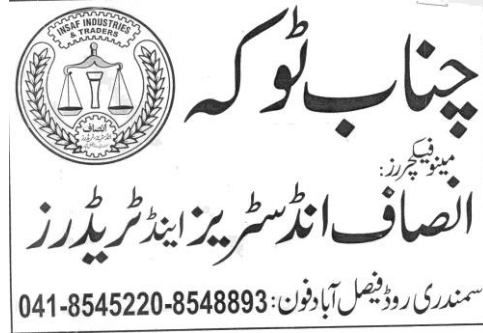 INSAF INDUSTRIES
& TRADERS
انصاف
چناب ٹوکہ
مینوفیکچررز:
انصاف انڈسٹریز اینڈ ٹریڈرز
سمندری روڈ فیصل آباد فون: 041-8545220-8548893